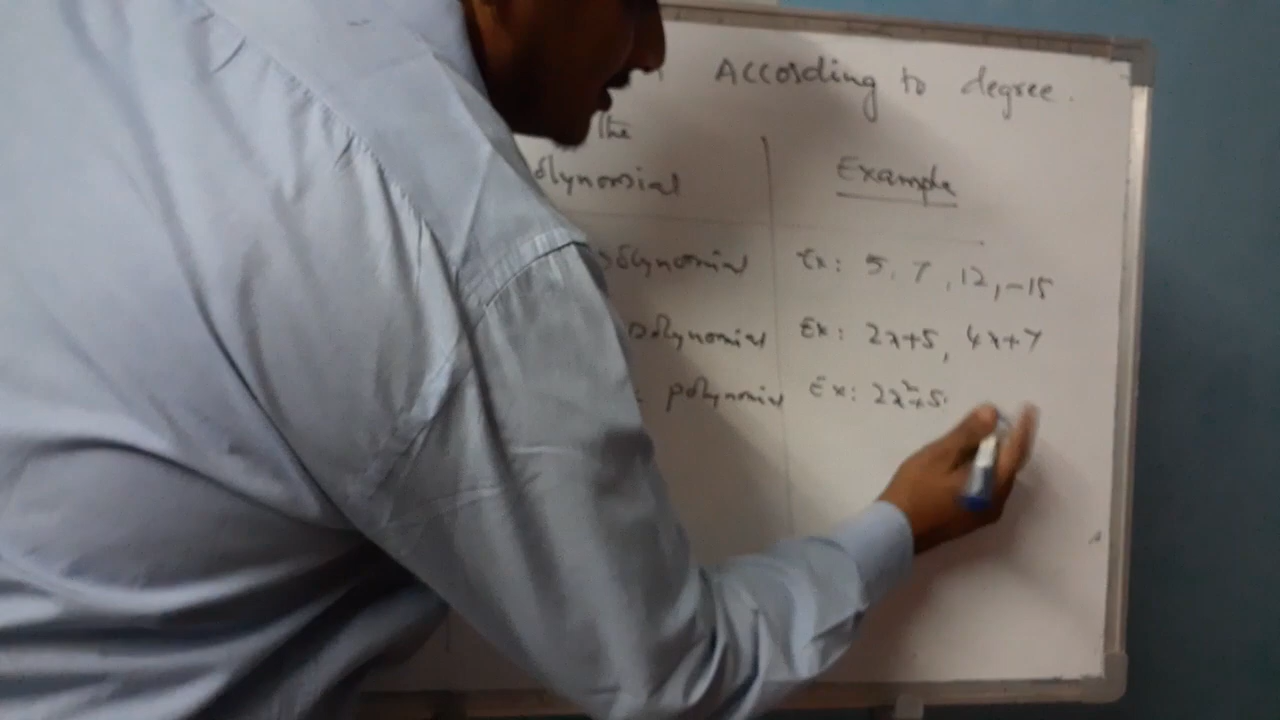 According to degree.
the
olynomial Example
polynomial Ex: 5, 7, 12, -15
polynomial Ex: 2x+5, 4x+7
c polynomial Ex: 2x²+5